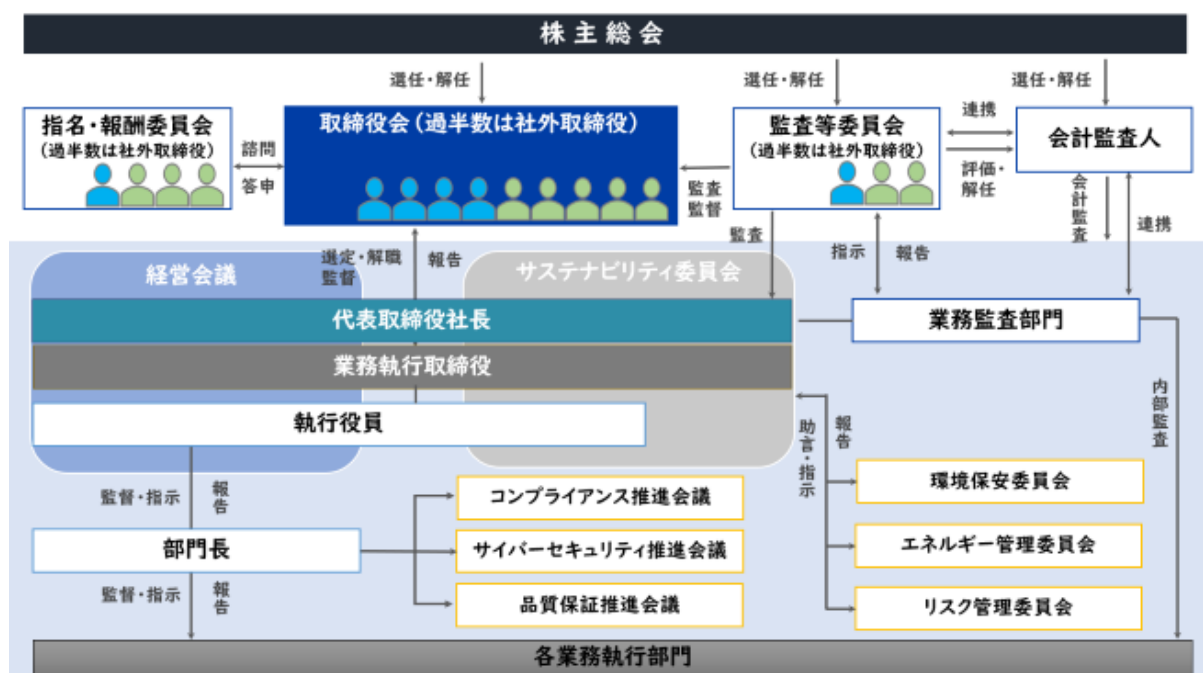 株主総会
選任・解任
選任・解任
選任・解任
指名・報酬委員会
(過半数は社外取締役)
諮問
答申
取締役会(過半数は社外取締役)
監査
監督
監査等委員会
(過半数は社外取締役)
連携
評価・
解任
会計監査人
会計監査
連携
監査
指示
報告
選定・解職
監督
報告
経営会議
サステナビリティ委員会
代表取締役社長
業務監査部門
業務執行取締役
執行役員
内部監査
助言・指示
報告
監督・指示
報告
コンプライアンス推進会議
環境保安委員会
部門長
サイバーセキュリティ推進会議
エネルギー管理委員会
監督・指示
報告
品質保証推進会議
リスク管理委員会
各業務執行部門